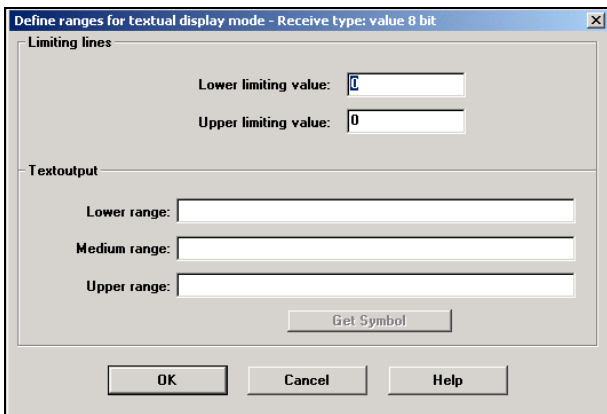 Define ranges for textual display mode - Receive type: value 8 bit
Limiting lines
Lower limiting value: 0
Upper limiting value: 0
Textoutput
Lower range:
Medium range:
Upper range:
Get Symbol
OK Cancel Help